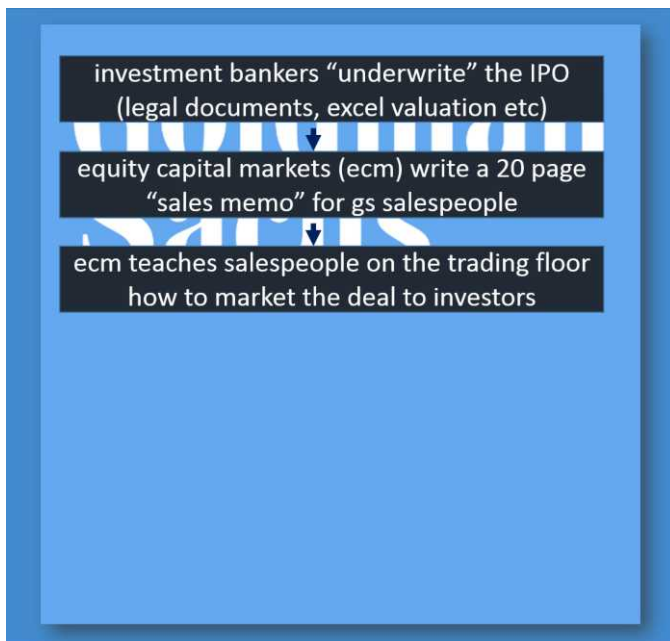 investment bankers “underwrite” the IPO
(legal documents, excel valuation etc)
equity capital markets (ecm) write a 20 page
“sales memo” for gs salespeople
ecm teaches salespeople on the trading floor
how to market the deal to investors